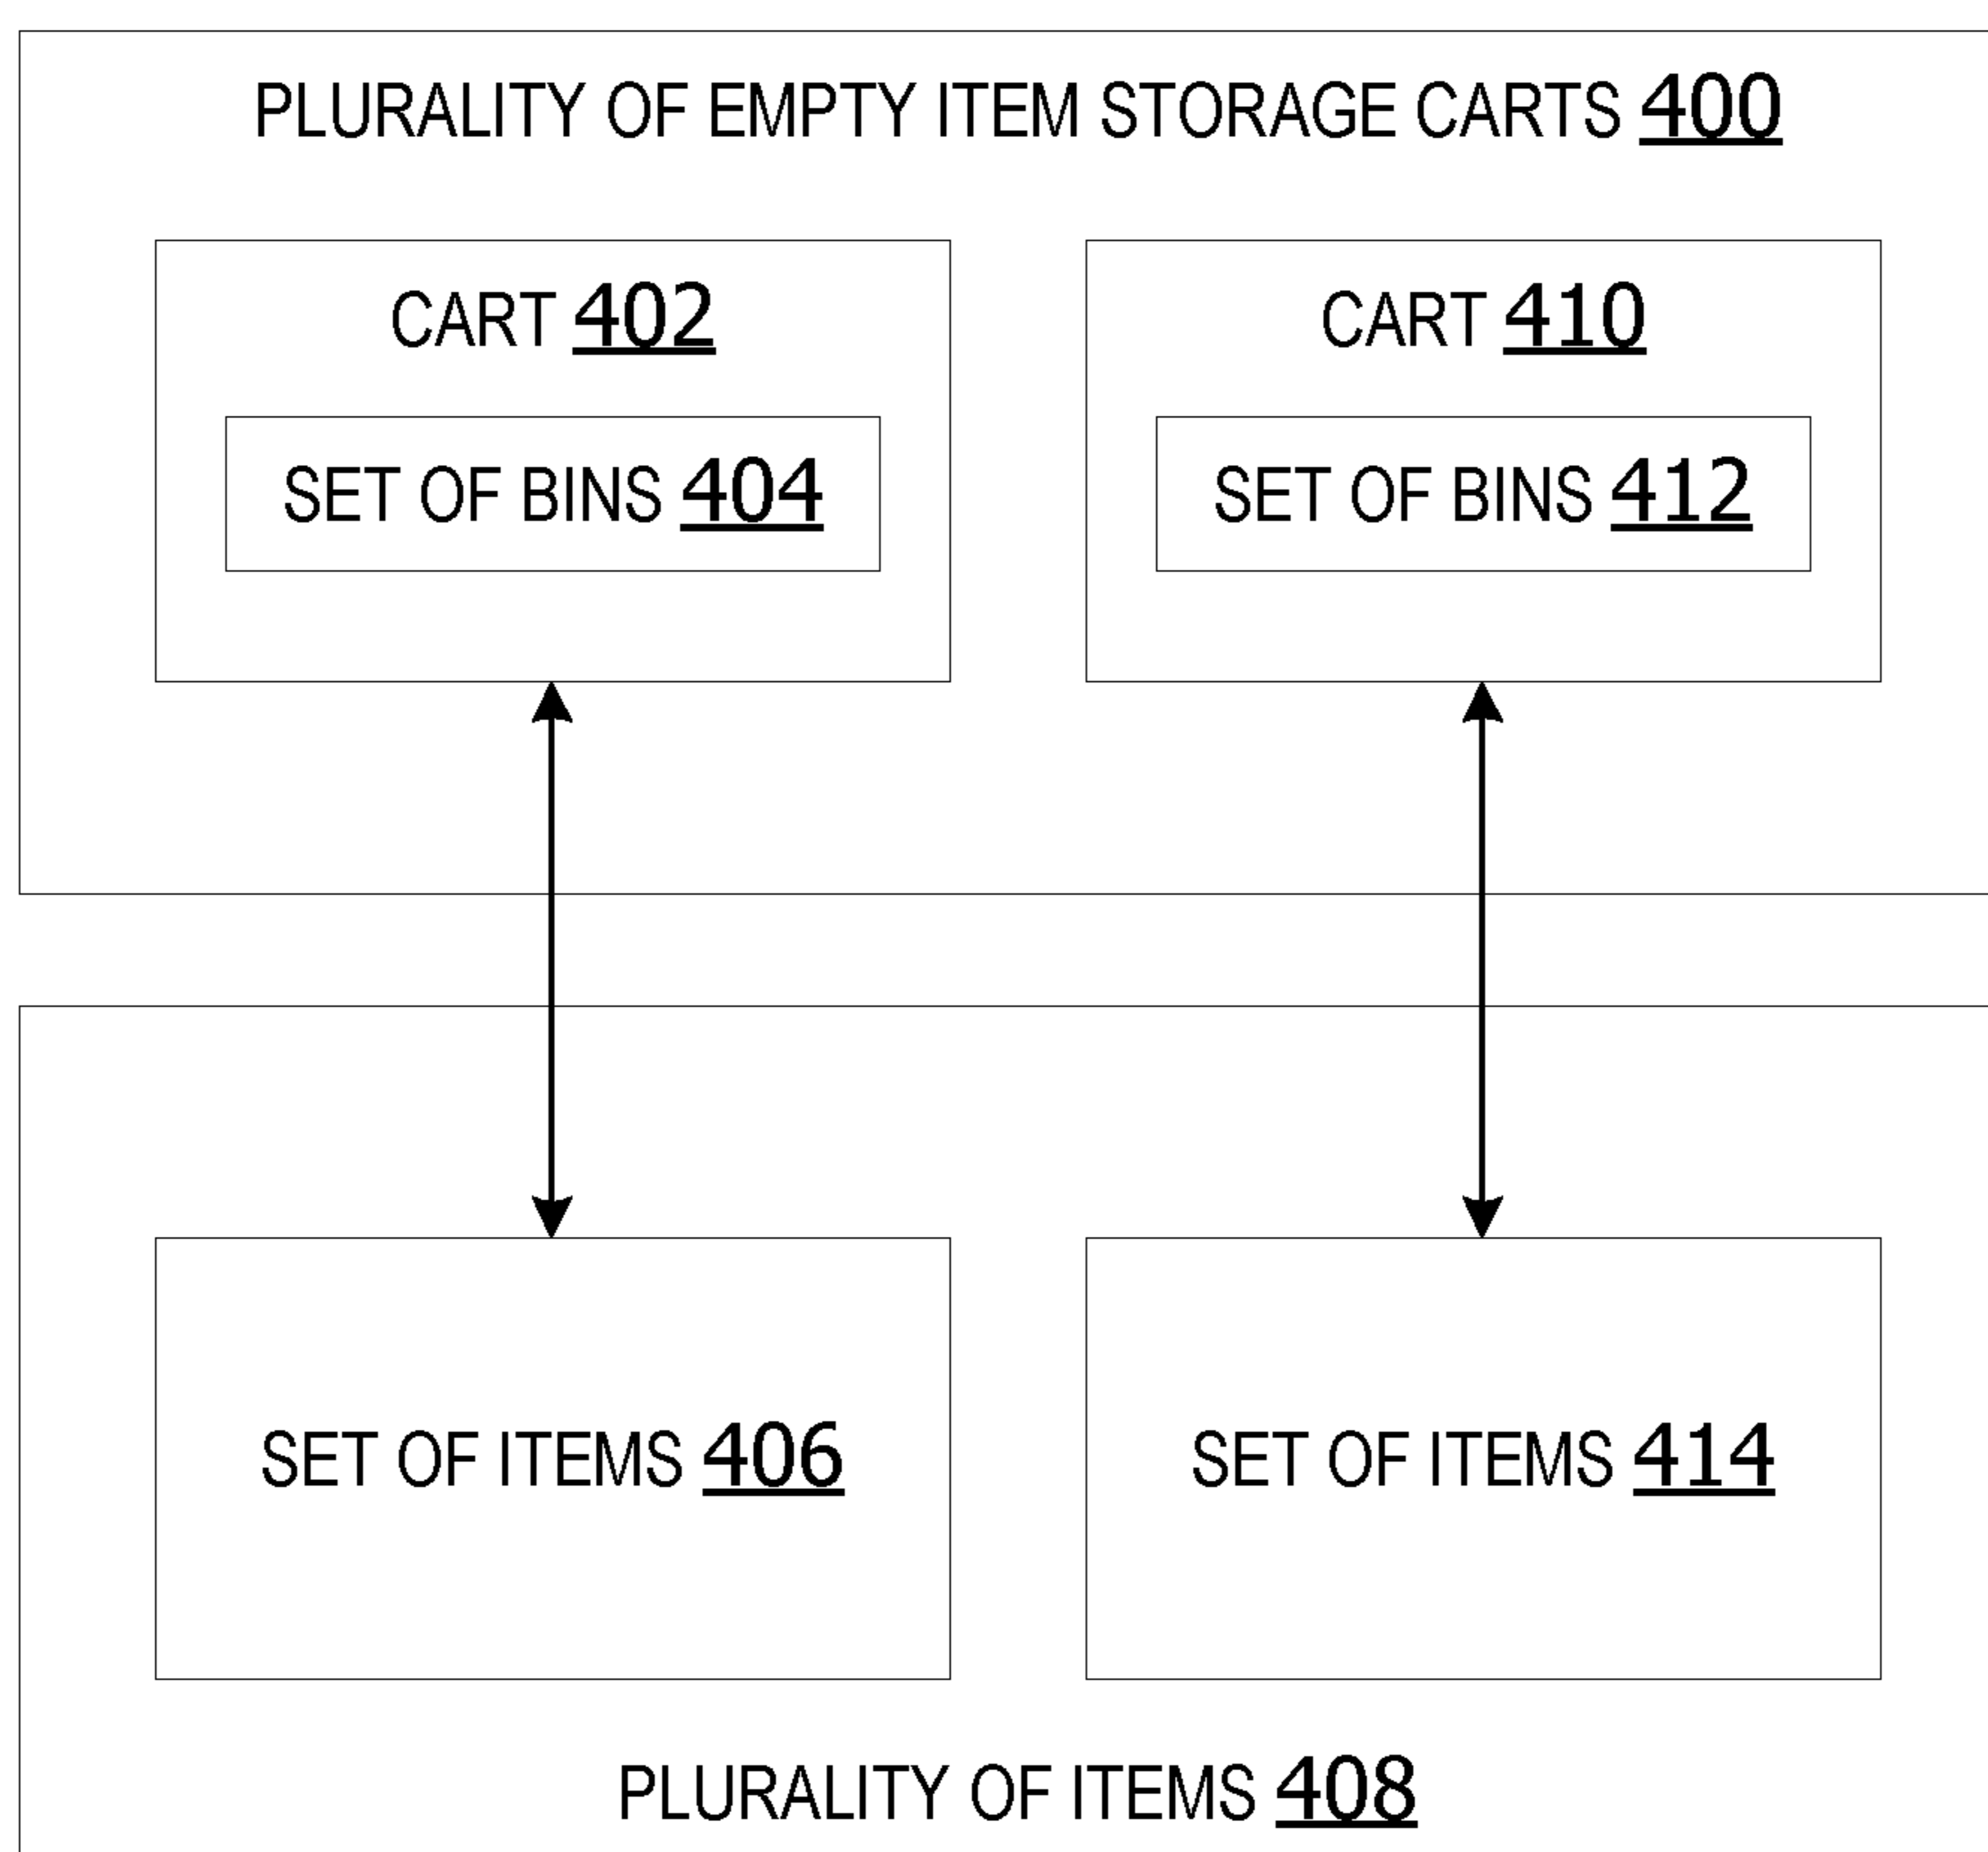 PLURALITY OF EMPTY ITEM STORAGE CARTS 400
CART 402
SET OF BINS 404
CART 410
SET OF BINS 412
SET OF ITEMS 406
SET OF ITEMS 414
PLURALITY OF ITEMS 408